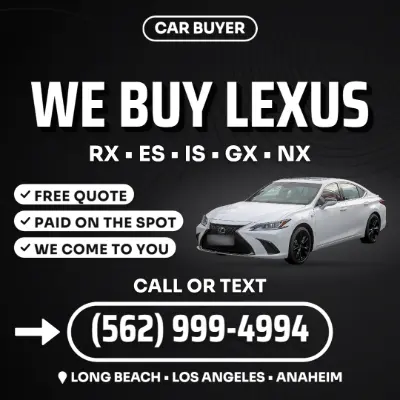 CAR BUYER
WE BUY LEXUS
RX ▪ ES ▪ IS ▪ GX ▪ NX
FREE QUOTE
PAID ON THE SPOT
WE COME TO YOU
CALL OR TEXT
(562) 999-4994
LONG BEACH ▪ LOS ANGELES ▪ ANAHEIM